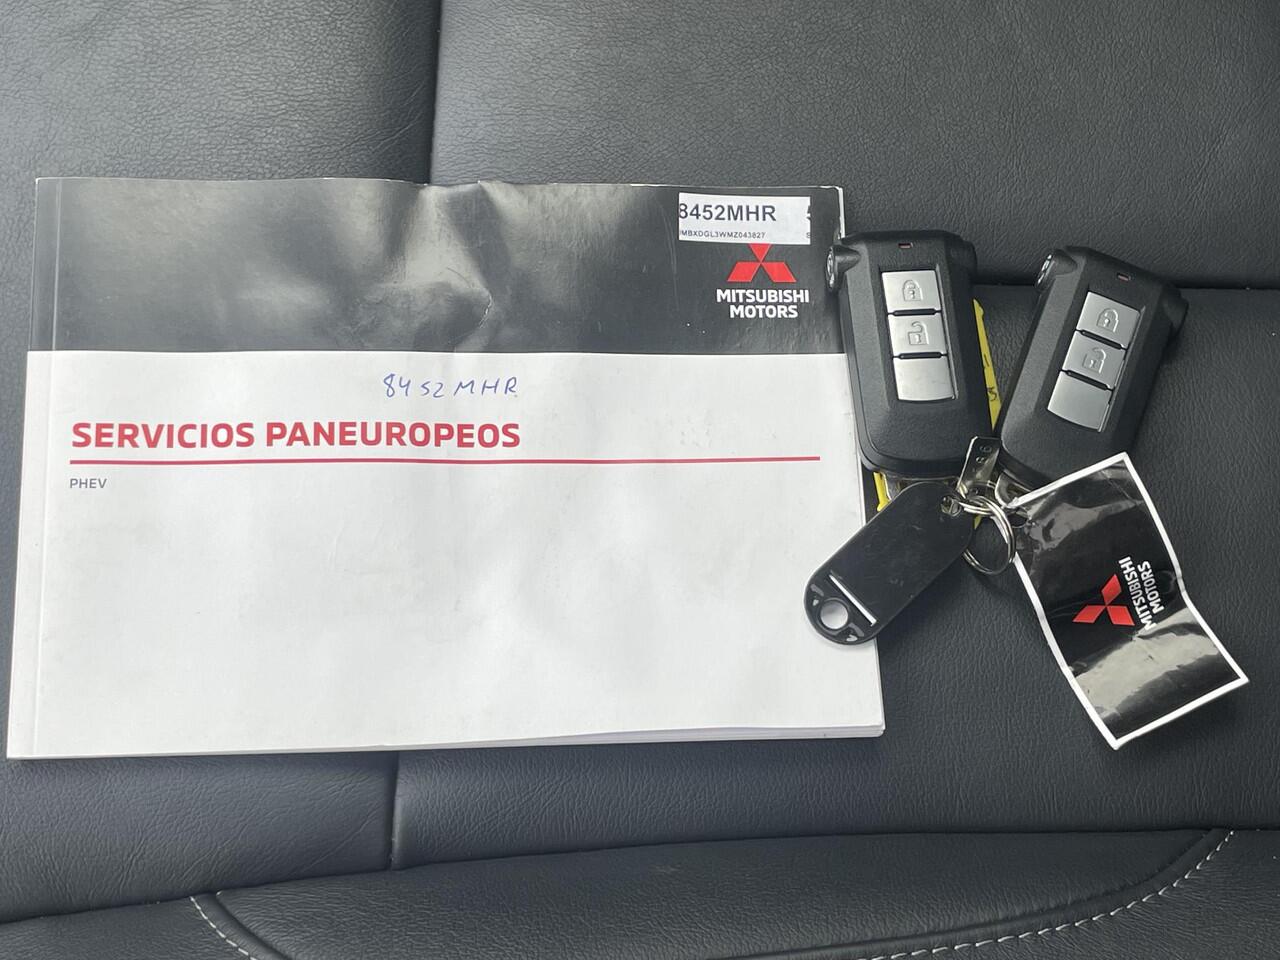 8452MHR
MBXDGL3WMZ043827
MITSUBISHI
MOTORS
8452MHR
SERVICIOS PANEUROPEOS
PHEV
MITSUBISHI
MOTORS